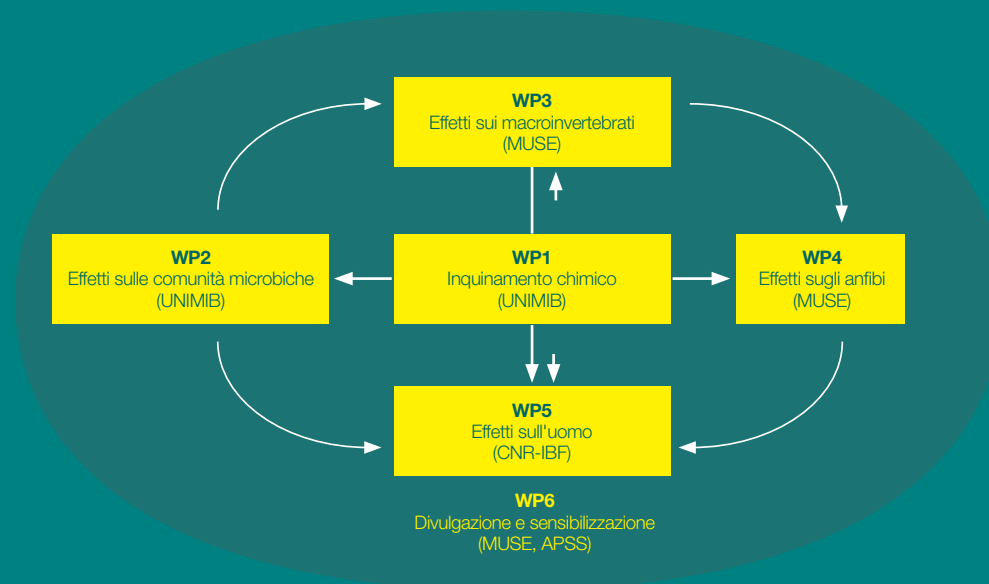 WP3
Effetti sui macroinvertebrati
(MUSE)
WP2
Effetti sulle comunità microbiche
(UNIMIB)
WP1
Inquinamento chimico
(UNIMIB)
WP4
Effetti sugli anfibi
(MUSE)
WP5
Effetti sull'uomo
(CNR-IBF)
WP6
Divulgazione e sensibilizzazione
(MUSE, APSS)